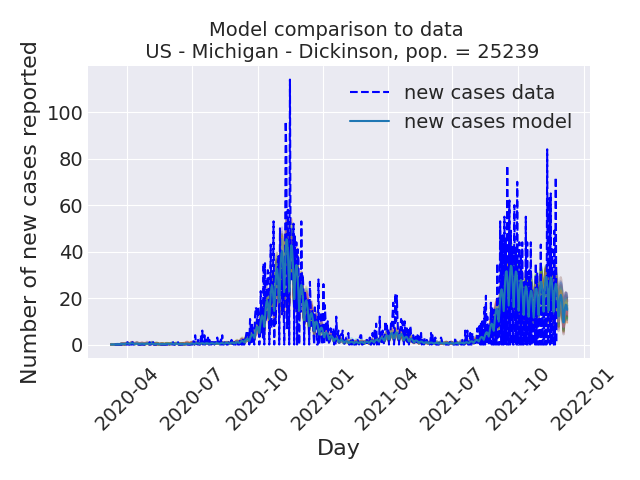 Model comparison to data
US - Michigan - Dickinson, pop. = 25239
Number of new cases reported
100
80
60
40
20
0
new cases data
new cases model
2020-04
2020-07
2020-10
2021-01
2021-04
2021-07
2021-10
2022-01
Day